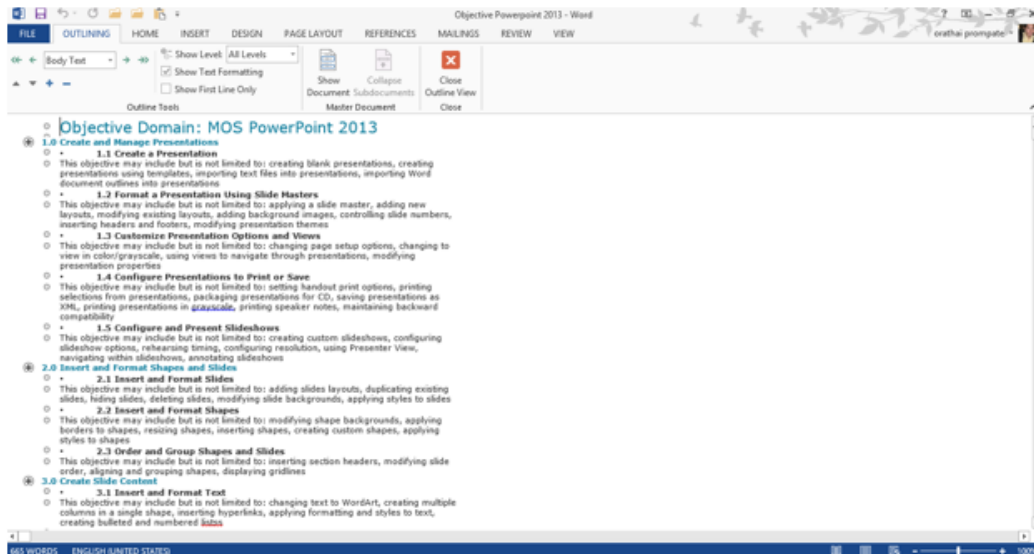 Objective Powerpoint 2013 - Word
FILE OUTLINING HOME INSERT DESIGN PAGE LAYOUT REFERENCES MAILINGS REVIEW VIEW orathai prompate
Body Text Show Level: All Levels
Show Text Formatting
Show First Line Only
Show Collapse Close
Document Subdocuments Outline View
Outline Tools Master Document Close
Objective Domain: MOS PowerPoint 2013
1.0 Create and Manage Presentations
• 1.1 Create a Presentation
This objective may include but is not limited to: creating blank presentations, creating
presentations using templates, importing text files into presentations, importing Word
document outlines into presentations
• 1.2 Format a Presentation Using Slide Masters
This objective may include but is not limited to: applying a slide master, adding new
layouts, modifying existing layouts, adding background images, controlling slide numbers,
inserting headers and footers, modifying presentation themes
• 1.3 Customize Presentation Options and Views
This objective may include but is not limited to: changing page setup options, changing to
view in color/grayscale, using views to navigate through presentations, modifying
presentation properties
• 1.4 Configure Presentations to Print or Save
This objective may include but is not limited to: setting handout print options, printing
selections from presentations, packaging presentations for CD, saving presentations as
XML, printing presentations in grayscale, printing speaker notes, maintaining backward
compatibility
• 1.5 Configure and Present Slideshows
This objective may include but is not limited to: creating custom slideshows, configuring
slideshow options, rehearsing timing, configuring resolution, using Presenter View,
navigating within slideshows, annotating slideshows
2.0 Insert and Format Shapes and Slides
• 2.1 Insert and Format Slides
This objective may include but is not limited to: adding slides layouts, duplicating existing
slides, hiding slides, deleting slides, modifying slide backgrounds, applying styles to slides
• 2.2 Insert and Format Shapes
This objective may include but is not limited to: modifying shape backgrounds, applying
borders to shapes, resizing shapes, inserting shapes, creating custom shapes, applying
styles to shapes
• 2.3 Order and Group Shapes and Slides
This objective may include but is not limited to: inserting section headers, modifying slide
order, aligning and grouping shapes, displaying gridlines
3.0 Create Slide Content
• 3.1 Insert and Format Text
This objective may include but is not limited to: changing text to WordArt, creating multiple
columns in a single shape, inserting hyperlinks, applying formatting and styles to text,
creating bulleted and numbered listss
665 WORDS ENGLISH (UNITED STATES)